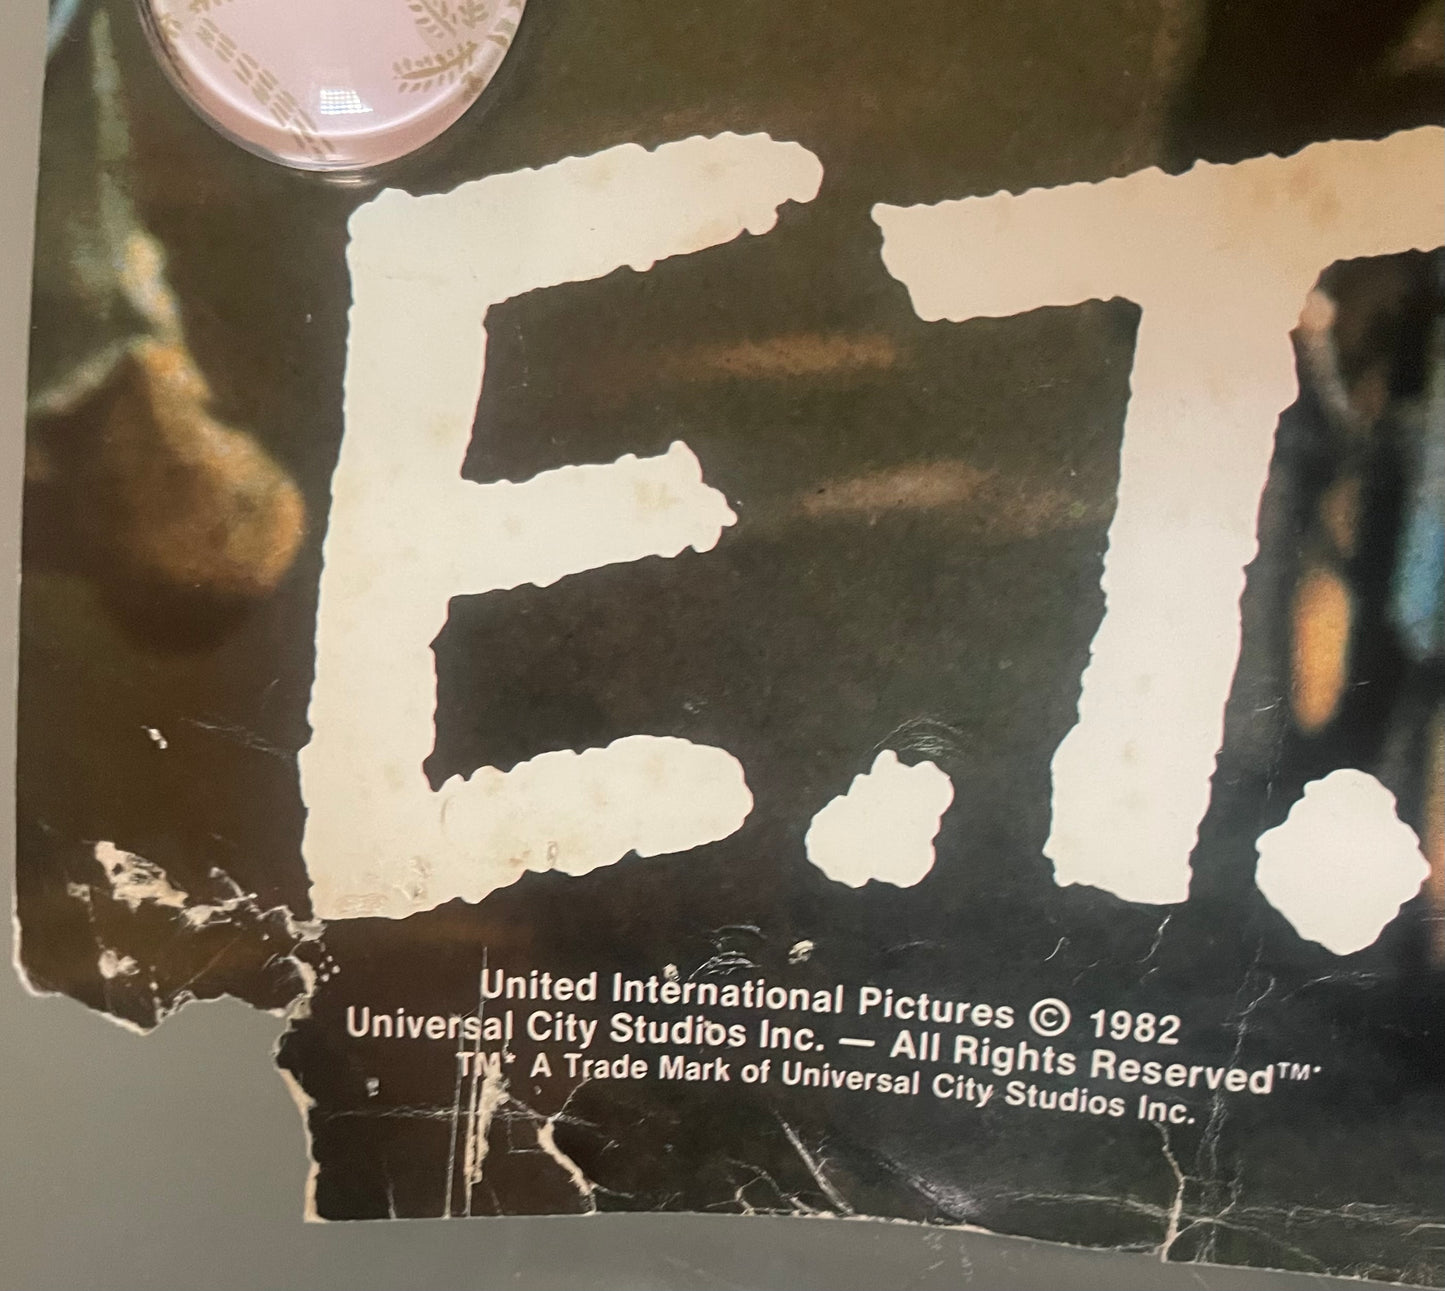 E.T.
United International Pictures © 1982
Universal City Studios Inc. — All Rights Reserved™*
TM* A Trade Mark of Universal City Studios Inc.